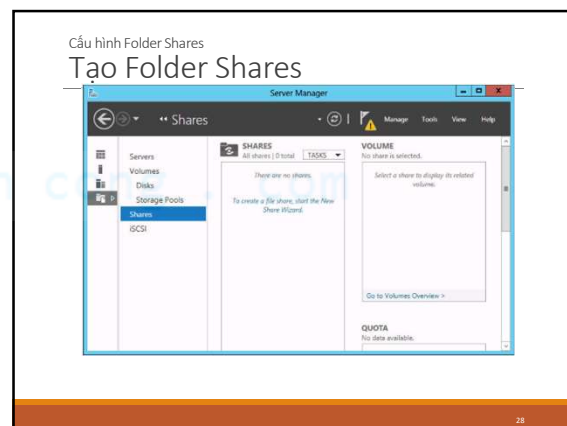 Cấu hình Folder Shares
Tạo Folder Shares
Server Manager
Shares
Manage Tools View Help
Servers
Volumes
Disks
Storage Pools
Shares
iSCSI
SHARES
All shares | 0 total
TASKS
There are no shares.
To create a file share, start the New
Share Wizard.
VOLUME
No share is selected.
Select a share to display its related
volume.
Go to Volumes Overview >
QUOTA
No data available.
28